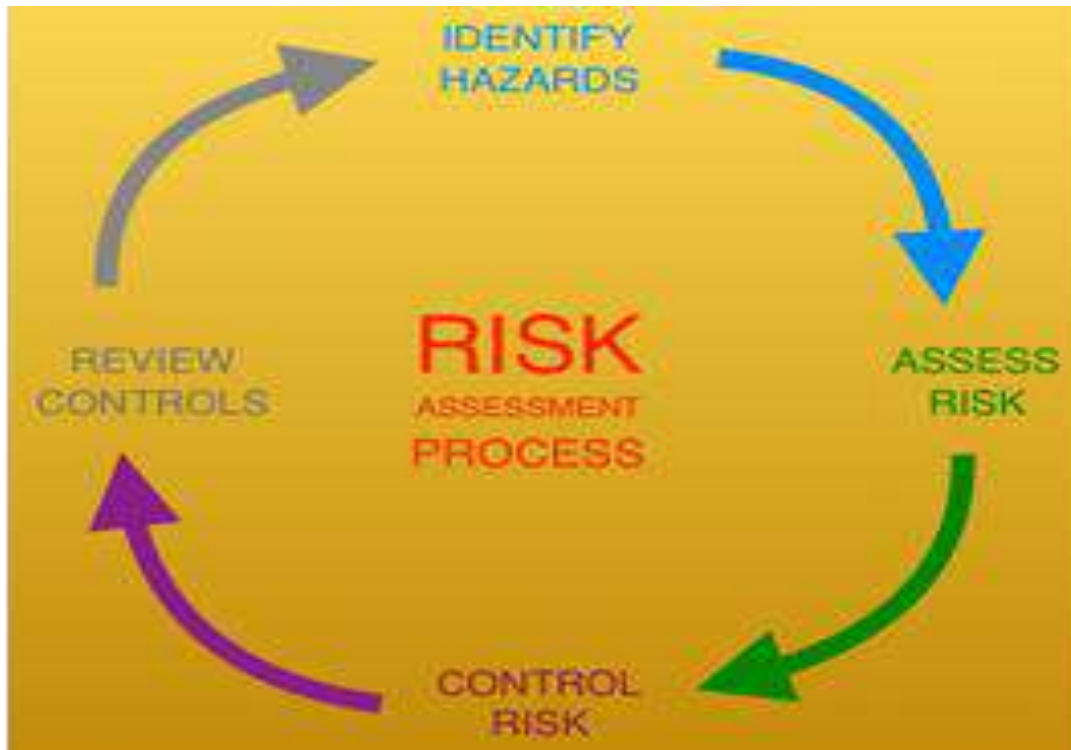 IDENTIFY
HAZARDS
ASSESS
RISK
CONTROL
RISK
REVIEW
CONTROLS
RISK
ASSESSMENT
PROCESS